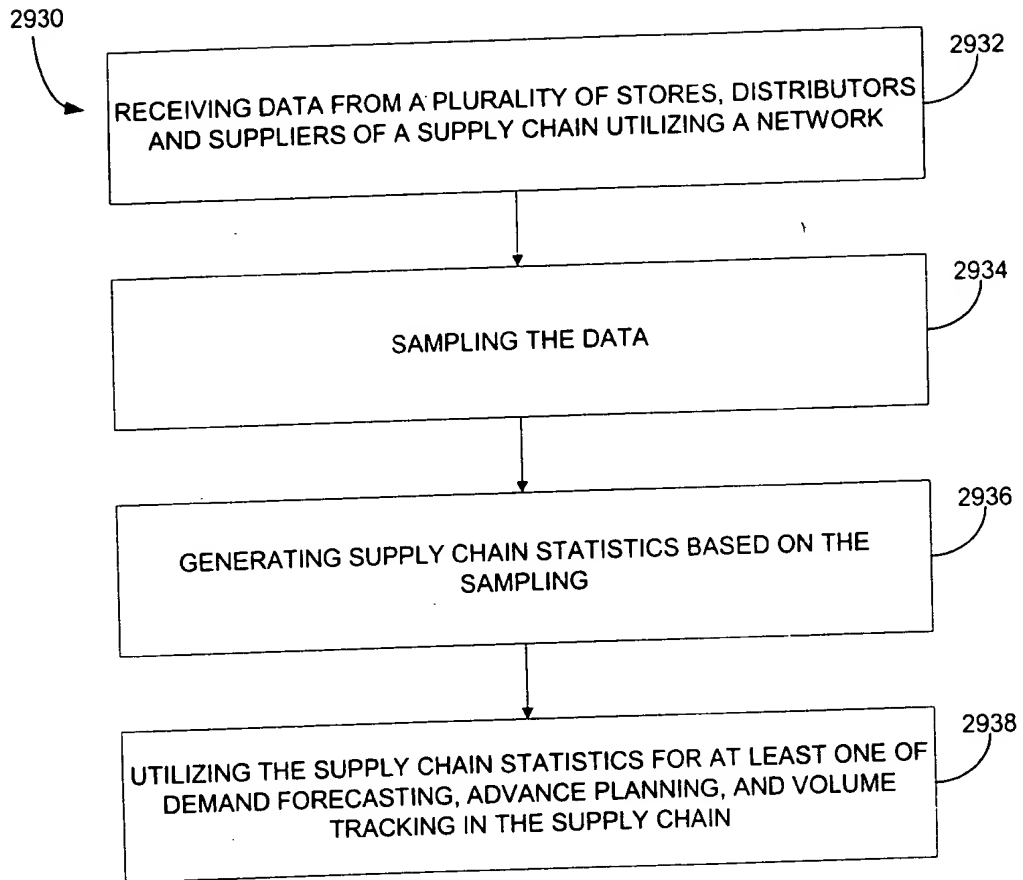 2930
2932
RECEIVING DATA FROM A PLURALITY OF STORES, DISTRIBUTORS
AND SUPPLIERS OF A SUPPLY CHAIN UTILIZING A NETWORK
2934
SAMPLING THE DATA
2936
GENERATING SUPPLY CHAIN STATISTICS BASED ON THE
SAMPLING
2938
UTILIZING THE SUPPLY CHAIN STATISTICS FOR AT LEAST ONE OF
DEMAND FORECASTING, ADVANCE PLANNING, AND VOLUME
TRACKING IN THE SUPPLY CHAIN